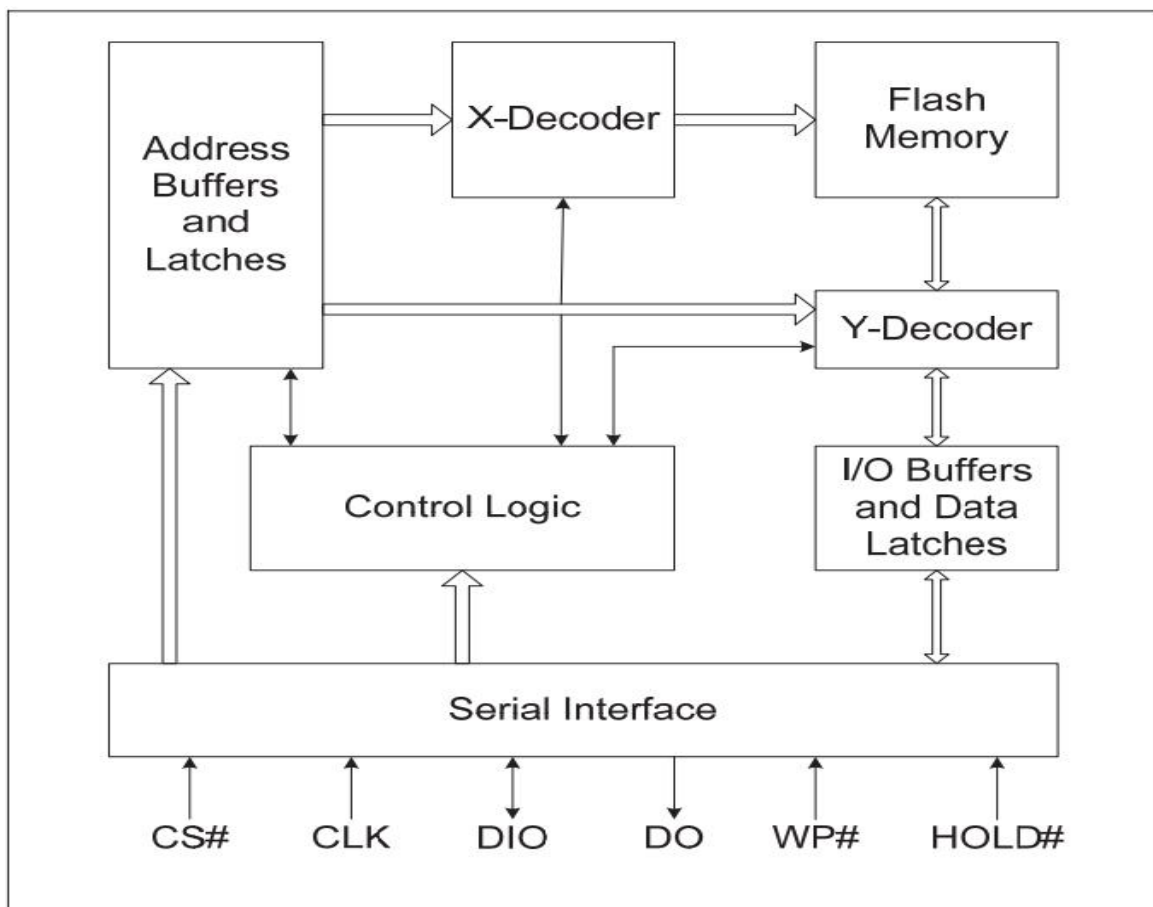 Address
Buffers
and
Latches
X-Decoder
Flash
Memory
Y-Decoder
Control Logic
I/O Buffers
and Data
Latches
Serial Interface
CS# CLK DIO DO WP# HOLD#